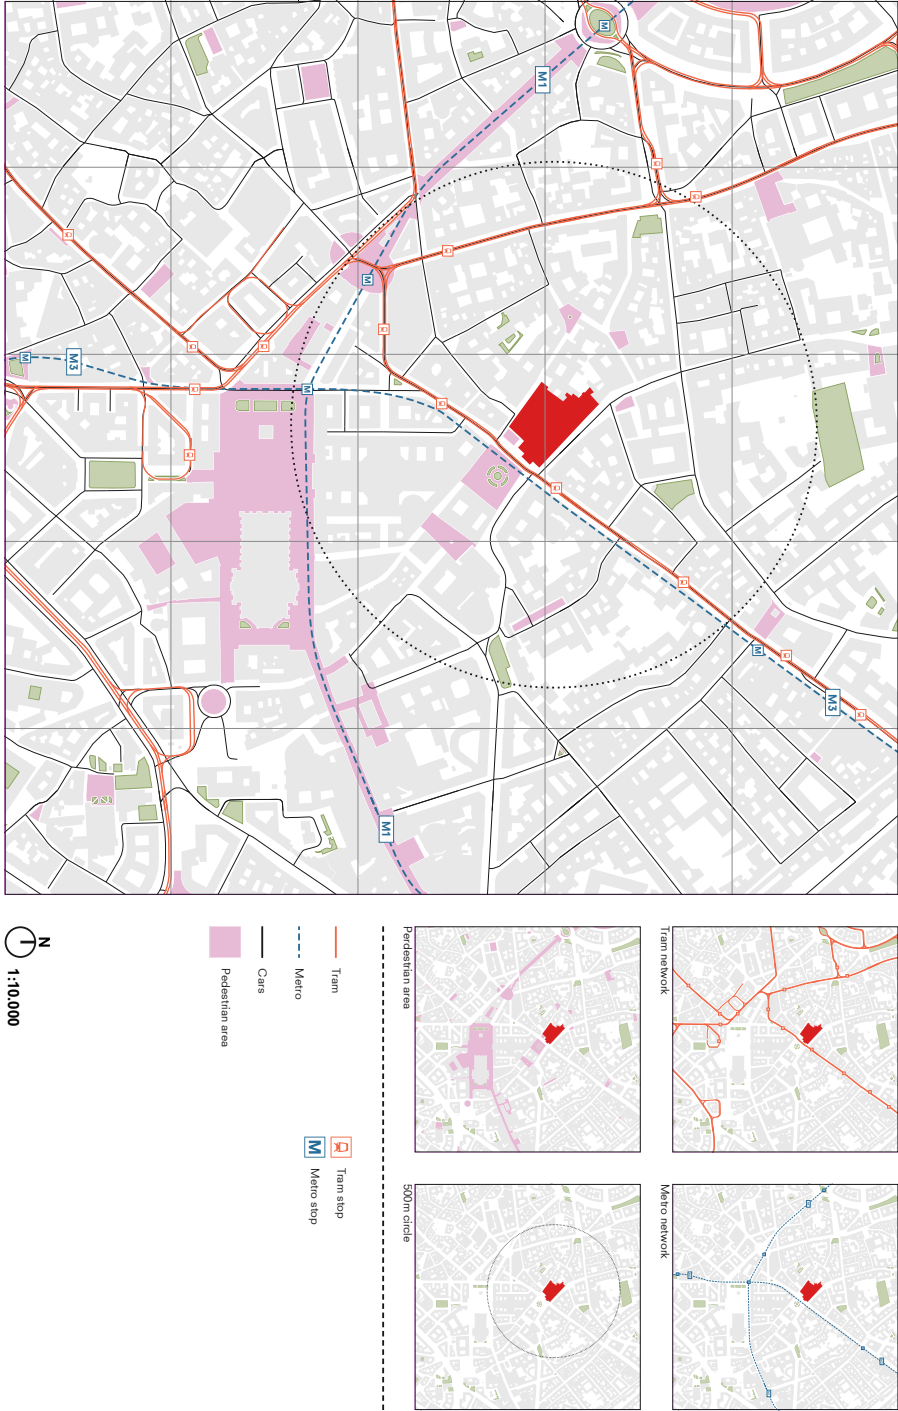 M1
M
M
M
M3
M
M
M3
M1
Tram network
Metro network
Perdestrian area
500m circle
Tram
Metro
Cars
Pedestrian area
Tram stop
M
Metro stop
N
1:10.000